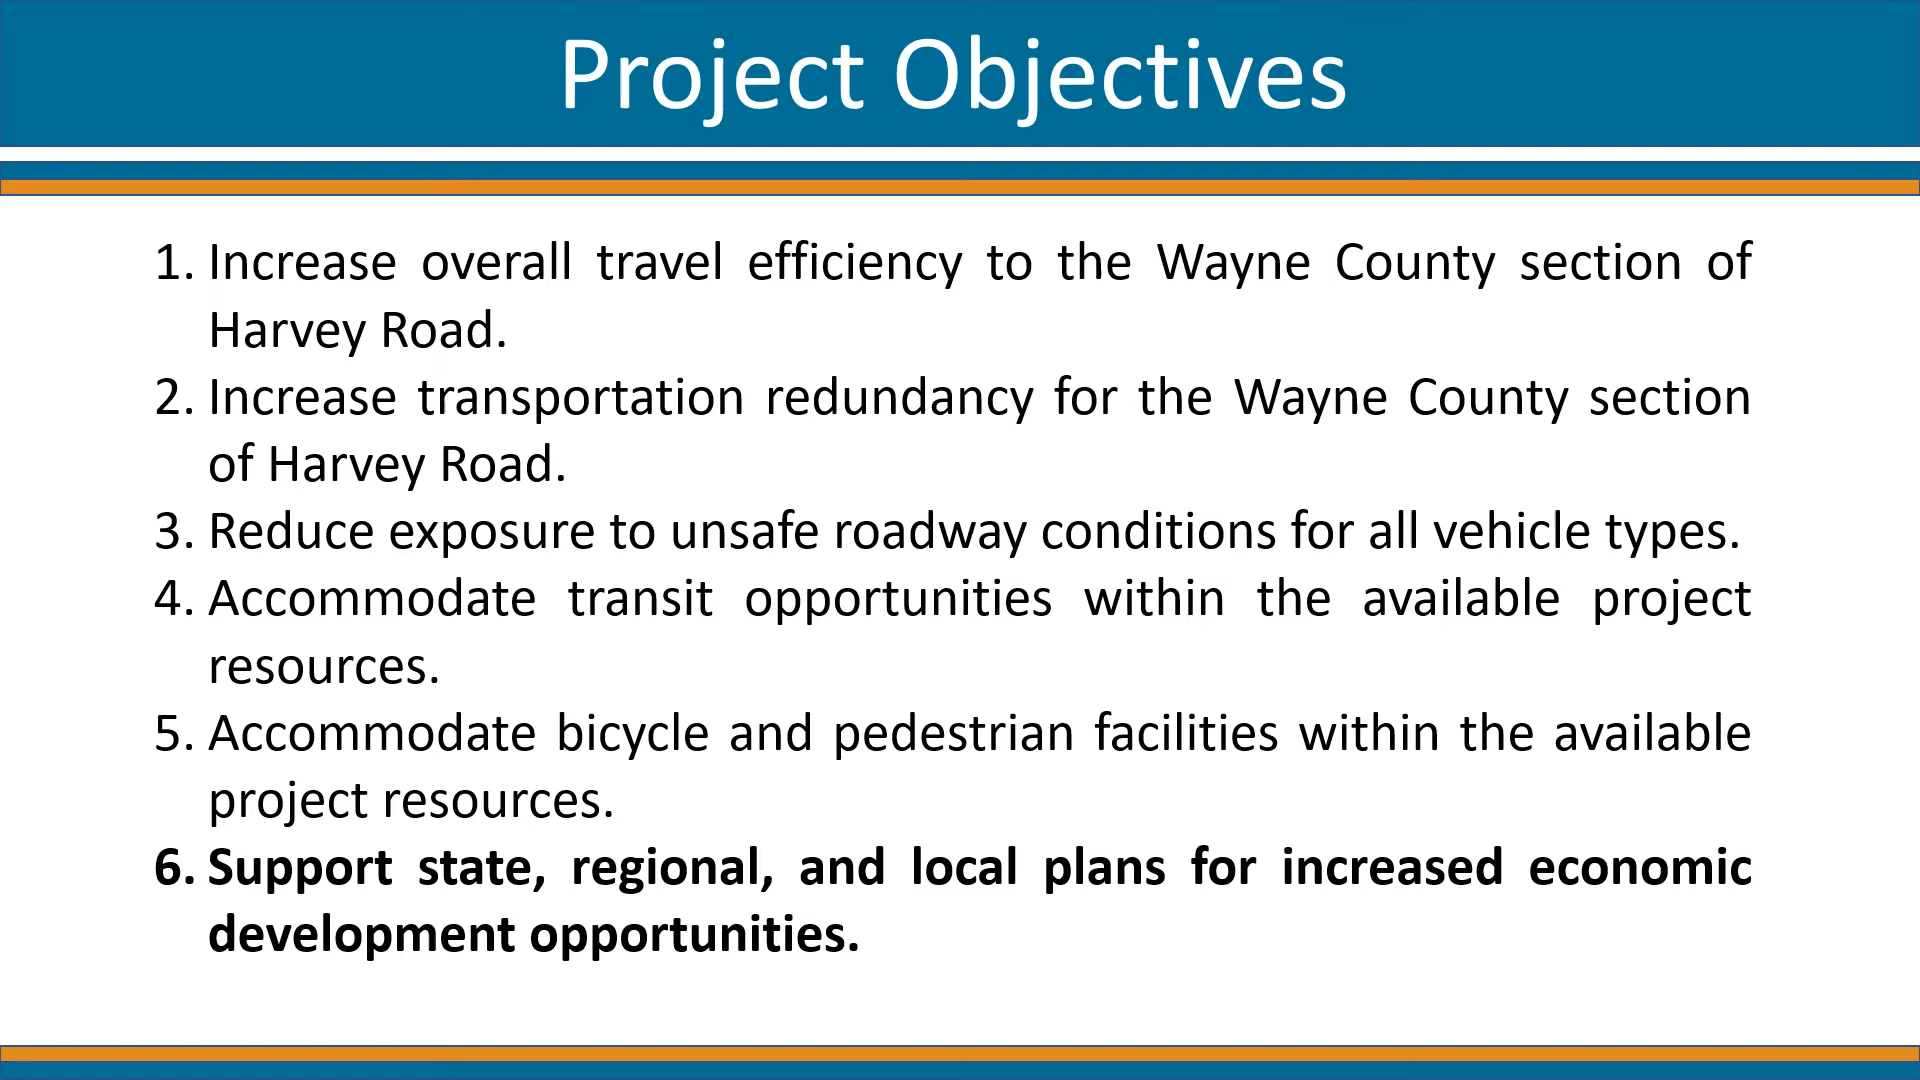 Project Objectives
1. Increase overall travel efficiency to the Wayne County section of
Harvey Road.
2. Increase transportation redundancy for the Wayne County section
of Harvey Road.
3. Reduce exposure to unsafe roadway conditions for all vehicle types.
4. Accommodate transit opportunities within the available project
resources.
5. Accommodate bicycle and pedestrian facilities within the available
project resources.
6. Support state, regional, and local plans for increased economic
development opportunities.